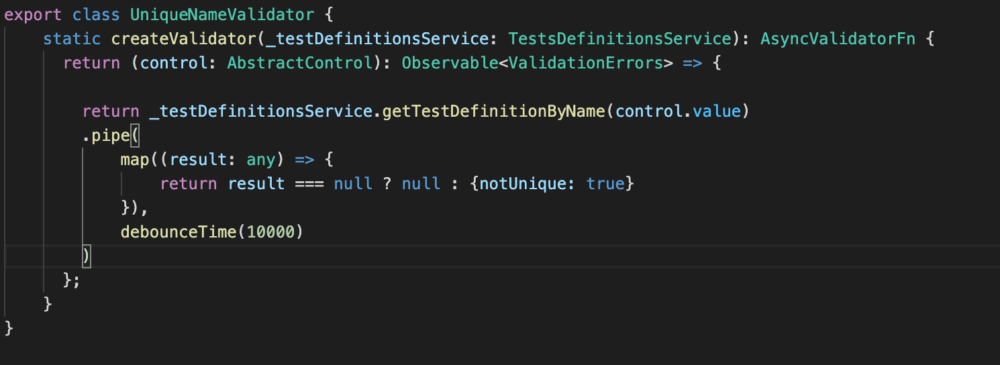 export class UniqueNameValidator {
static createValidator(_testDefinitionsService: TestsDefinitionsService): AsyncValidatorFn {
return (control: AbstractControl): Observable<ValidationErrors> => {
return _testDefinitionsService.getTestDefinitionByName(control.value)
.pipe(
map((result: any) => {
return result === null ? null : {notUnique: true}
}),
debounceTime(10000)
)
};
}
}